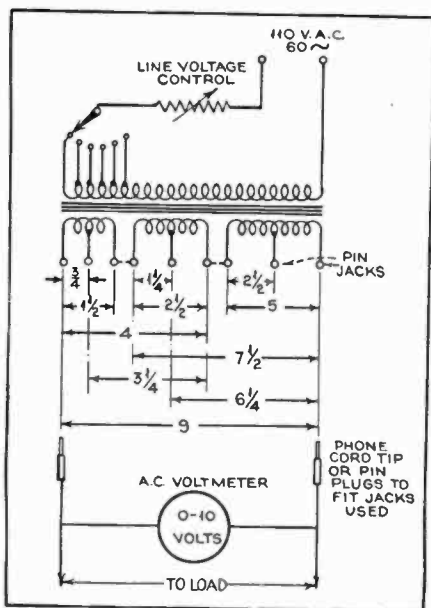 110 V. A.C.
60 ~
LINE VOLTAGE
CONTROL
PIN
JACKS
3/4
1 1/4
2 1/2
1 1/2
2 1/2
5
4
7 1/2
3 1/4
6 1/4
9
PHONE
CORD TIP
OR PIN
PLUGS TO
FIT JACKS
USED
A.C. VOLTMETER
0-10
VOLTS
TO LOAD